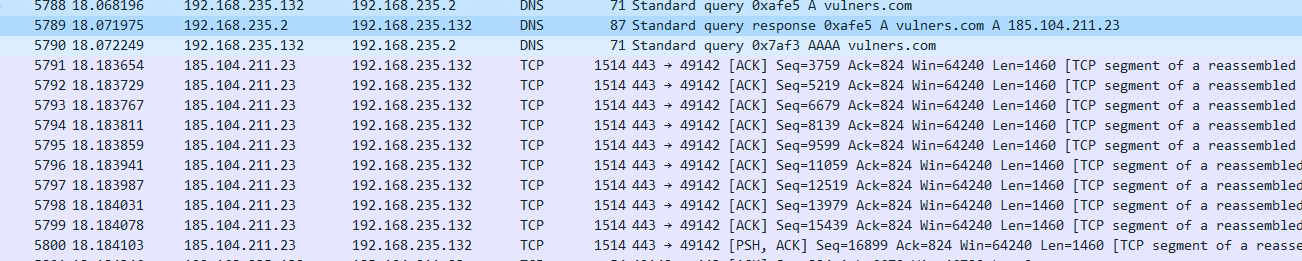 5788 18.068196 192.168.235.132 192.168.235.2 DNS 71 Standard query 0xafe5 A vulners.com
5789 18.071975 192.168.235.2 192.168.235.132 DNS 87 Standard query response 0xafe5 A vulners.com A 185.104.211.23
5790 18.072249 192.168.235.132 192.168.235.2 DNS 71 Standard query 0x7af3 AAAA vulners.com
5791 18.183654 185.104.211.23 192.168.235.132 TCP 1514 443 → 49142 [ACK] Seq=3759 Ack=824 Win=64240 Len=1460 [TCP segment of a reassembled
5792 18.183729 185.104.211.23 192.168.235.132 TCP 1514 443 → 49142 [ACK] Seq=5219 Ack=824 Win=64240 Len=1460 [TCP segment of a reassembled
5793 18.183767 185.104.211.23 192.168.235.132 TCP 1514 443 → 49142 [ACK] Seq=6679 Ack=824 Win=64240 Len=1460 [TCP segment of a reassembled
5794 18.183811 185.104.211.23 192.168.235.132 TCP 1514 443 → 49142 [ACK] Seq=8139 Ack=824 Win=64240 Len=1460 [TCP segment of a reassembled
5795 18.183859 185.104.211.23 192.168.235.132 TCP 1514 443 → 49142 [ACK] Seq=9599 Ack=824 Win=64240 Len=1460 [TCP segment of a reassembled
5796 18.183941 185.104.211.23 192.168.235.132 TCP 1514 443 → 49142 [ACK] Seq=11059 Ack=824 Win=64240 Len=1460 [TCP segment of a reassembled
5797 18.183987 185.104.211.23 192.168.235.132 TCP 1514 443 → 49142 [ACK] Seq=12519 Ack=824 Win=64240 Len=1460 [TCP segment of a reassembled
5798 18.184031 185.104.211.23 192.168.235.132 TCP 1514 443 → 49142 [ACK] Seq=13979 Ack=824 Win=64240 Len=1460 [TCP segment of a reassembled
5799 18.184078 185.104.211.23 192.168.235.132 TCP 1514 443 → 49142 [ACK] Seq=15439 Ack=824 Win=64240 Len=1460 [TCP segment of a reassembled
5800 18.184103 185.104.211.23 192.168.235.132 TCP 1514 443 → 49142 [PSH, ACK] Seq=16899 Ack=824 Win=64240 Len=1460 [TCP segment of a reasse